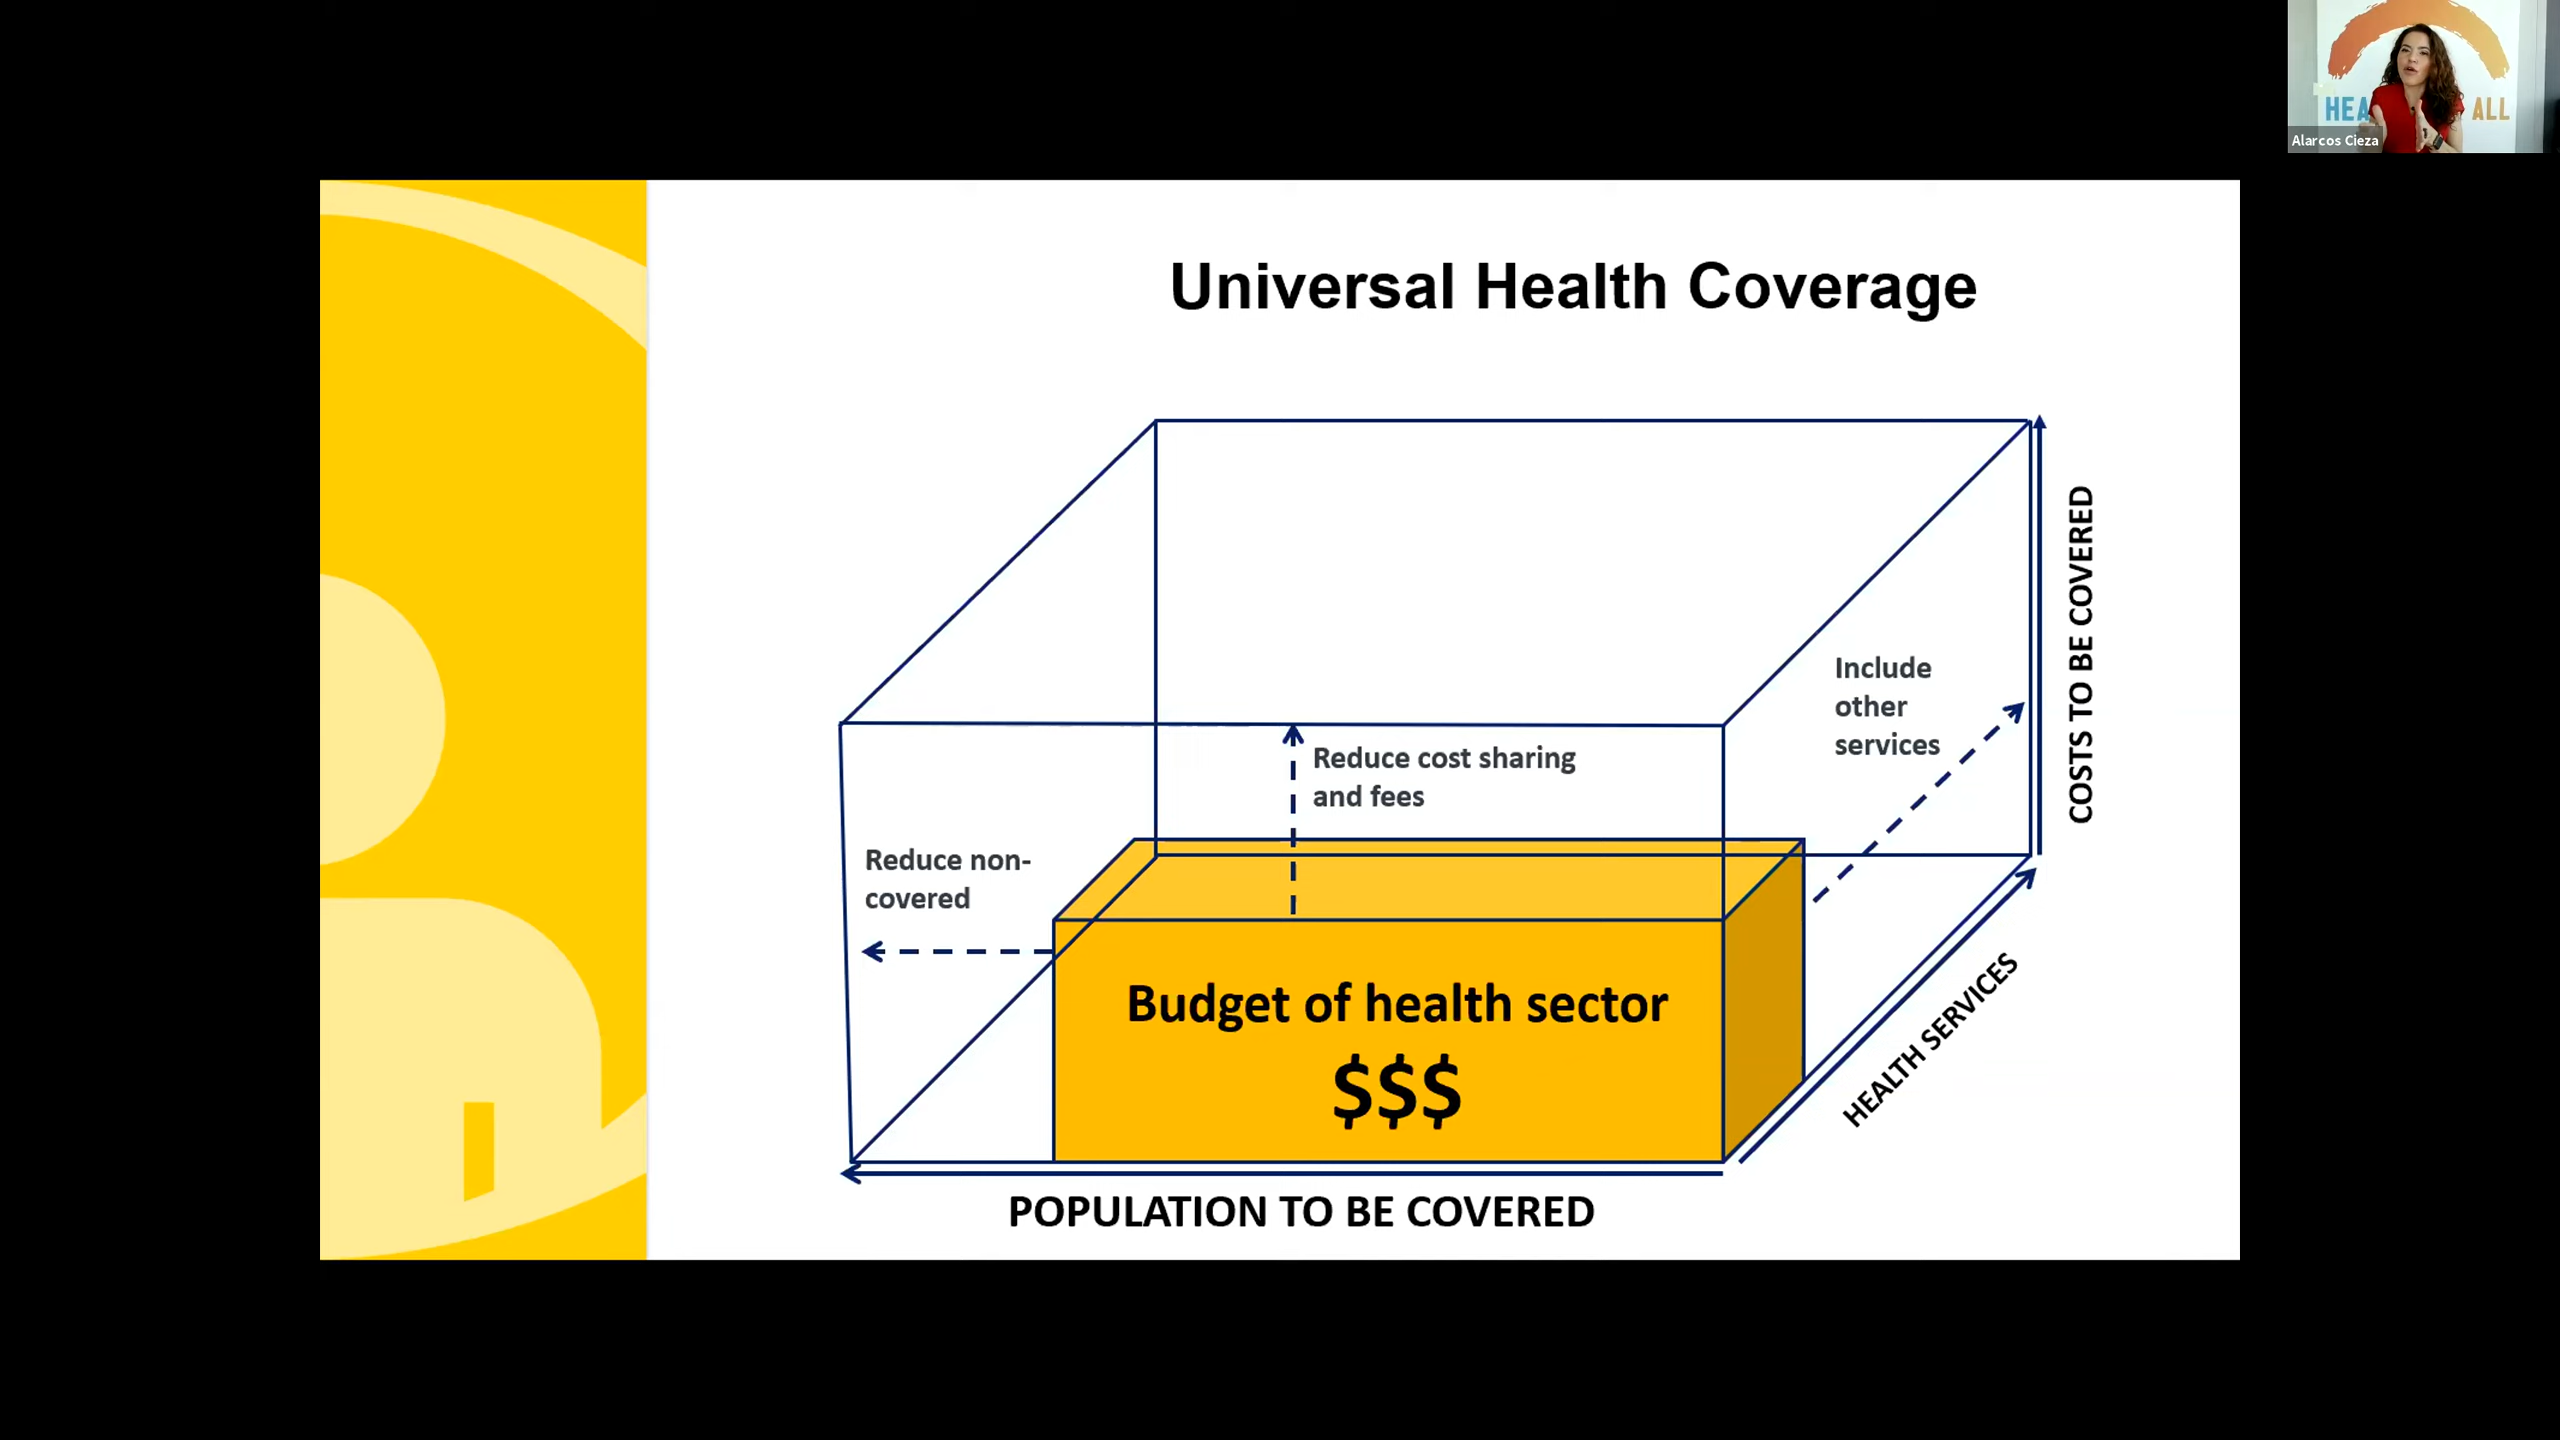 HEA
ALL
Alarcos Cieza
Universal Health Coverage
COSTS TO BE COVERED
Include
other
services
Reduce cost sharing
and fees
Reduce non-
covered
Budget of health sector
$$$
HEALTH SERVICES
POPULATION TO BE COVERED